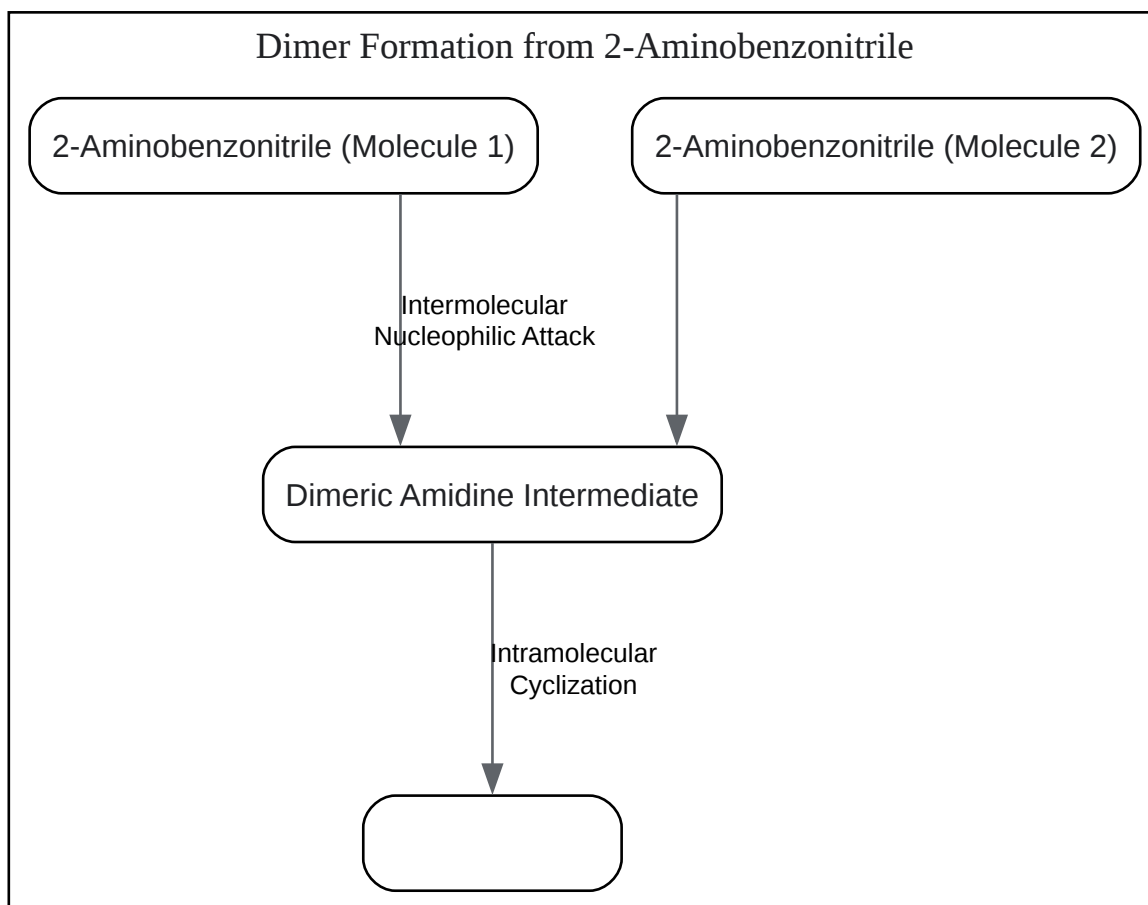 Dimer Formation from 2-Aminobenzonitrile
2-Aminobenzonitrile (Molecule 1)
2-Aminobenzonitrile (Molecule 2)
Intermolecular
Nucleophilic Attack
Dimeric Amidine Intermediate
Intramolecular
Cyclization